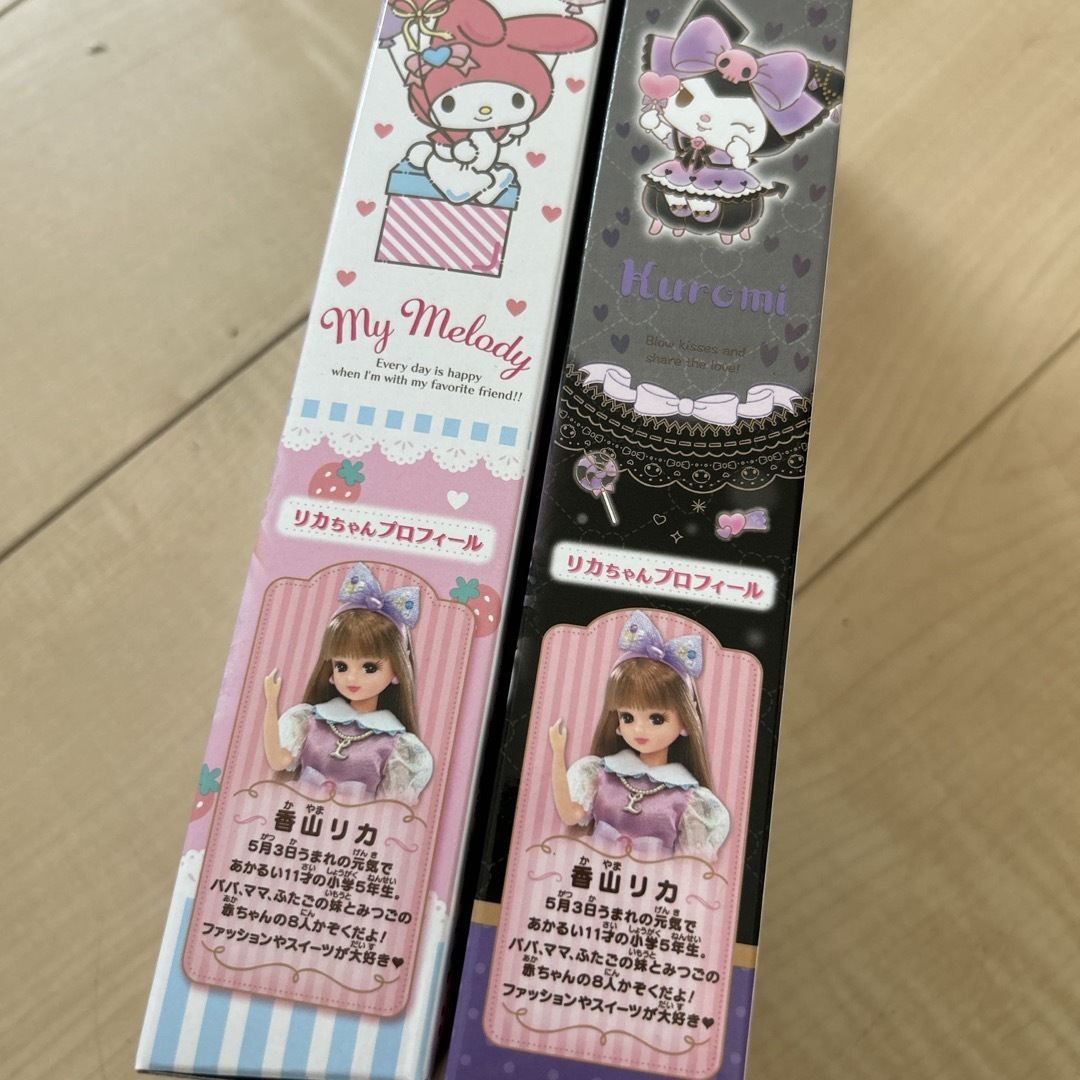 My Melody
Every day is happy
when I'm with my favorite friend!!
リカちゃんプロフィール
香山リカ
5月3日うまれの元気で
あかるい11才の小学5年生。
パパ、ママ、ふたごの妹とみつごの
赤ちゃんの8人かぞくだよ!
ファッションやスイーツが大好き♥
Kuromi
Blow kisses and
share the love!
リカちゃんプロフィール
香山リカ
5月3日うまれの元気で
あかるい11才の小学5年生。
パパ、ママ、ふたごの妹とみつごの
赤ちゃんの8人かぞくだよ!
ファッションやスイーツが大好き♥